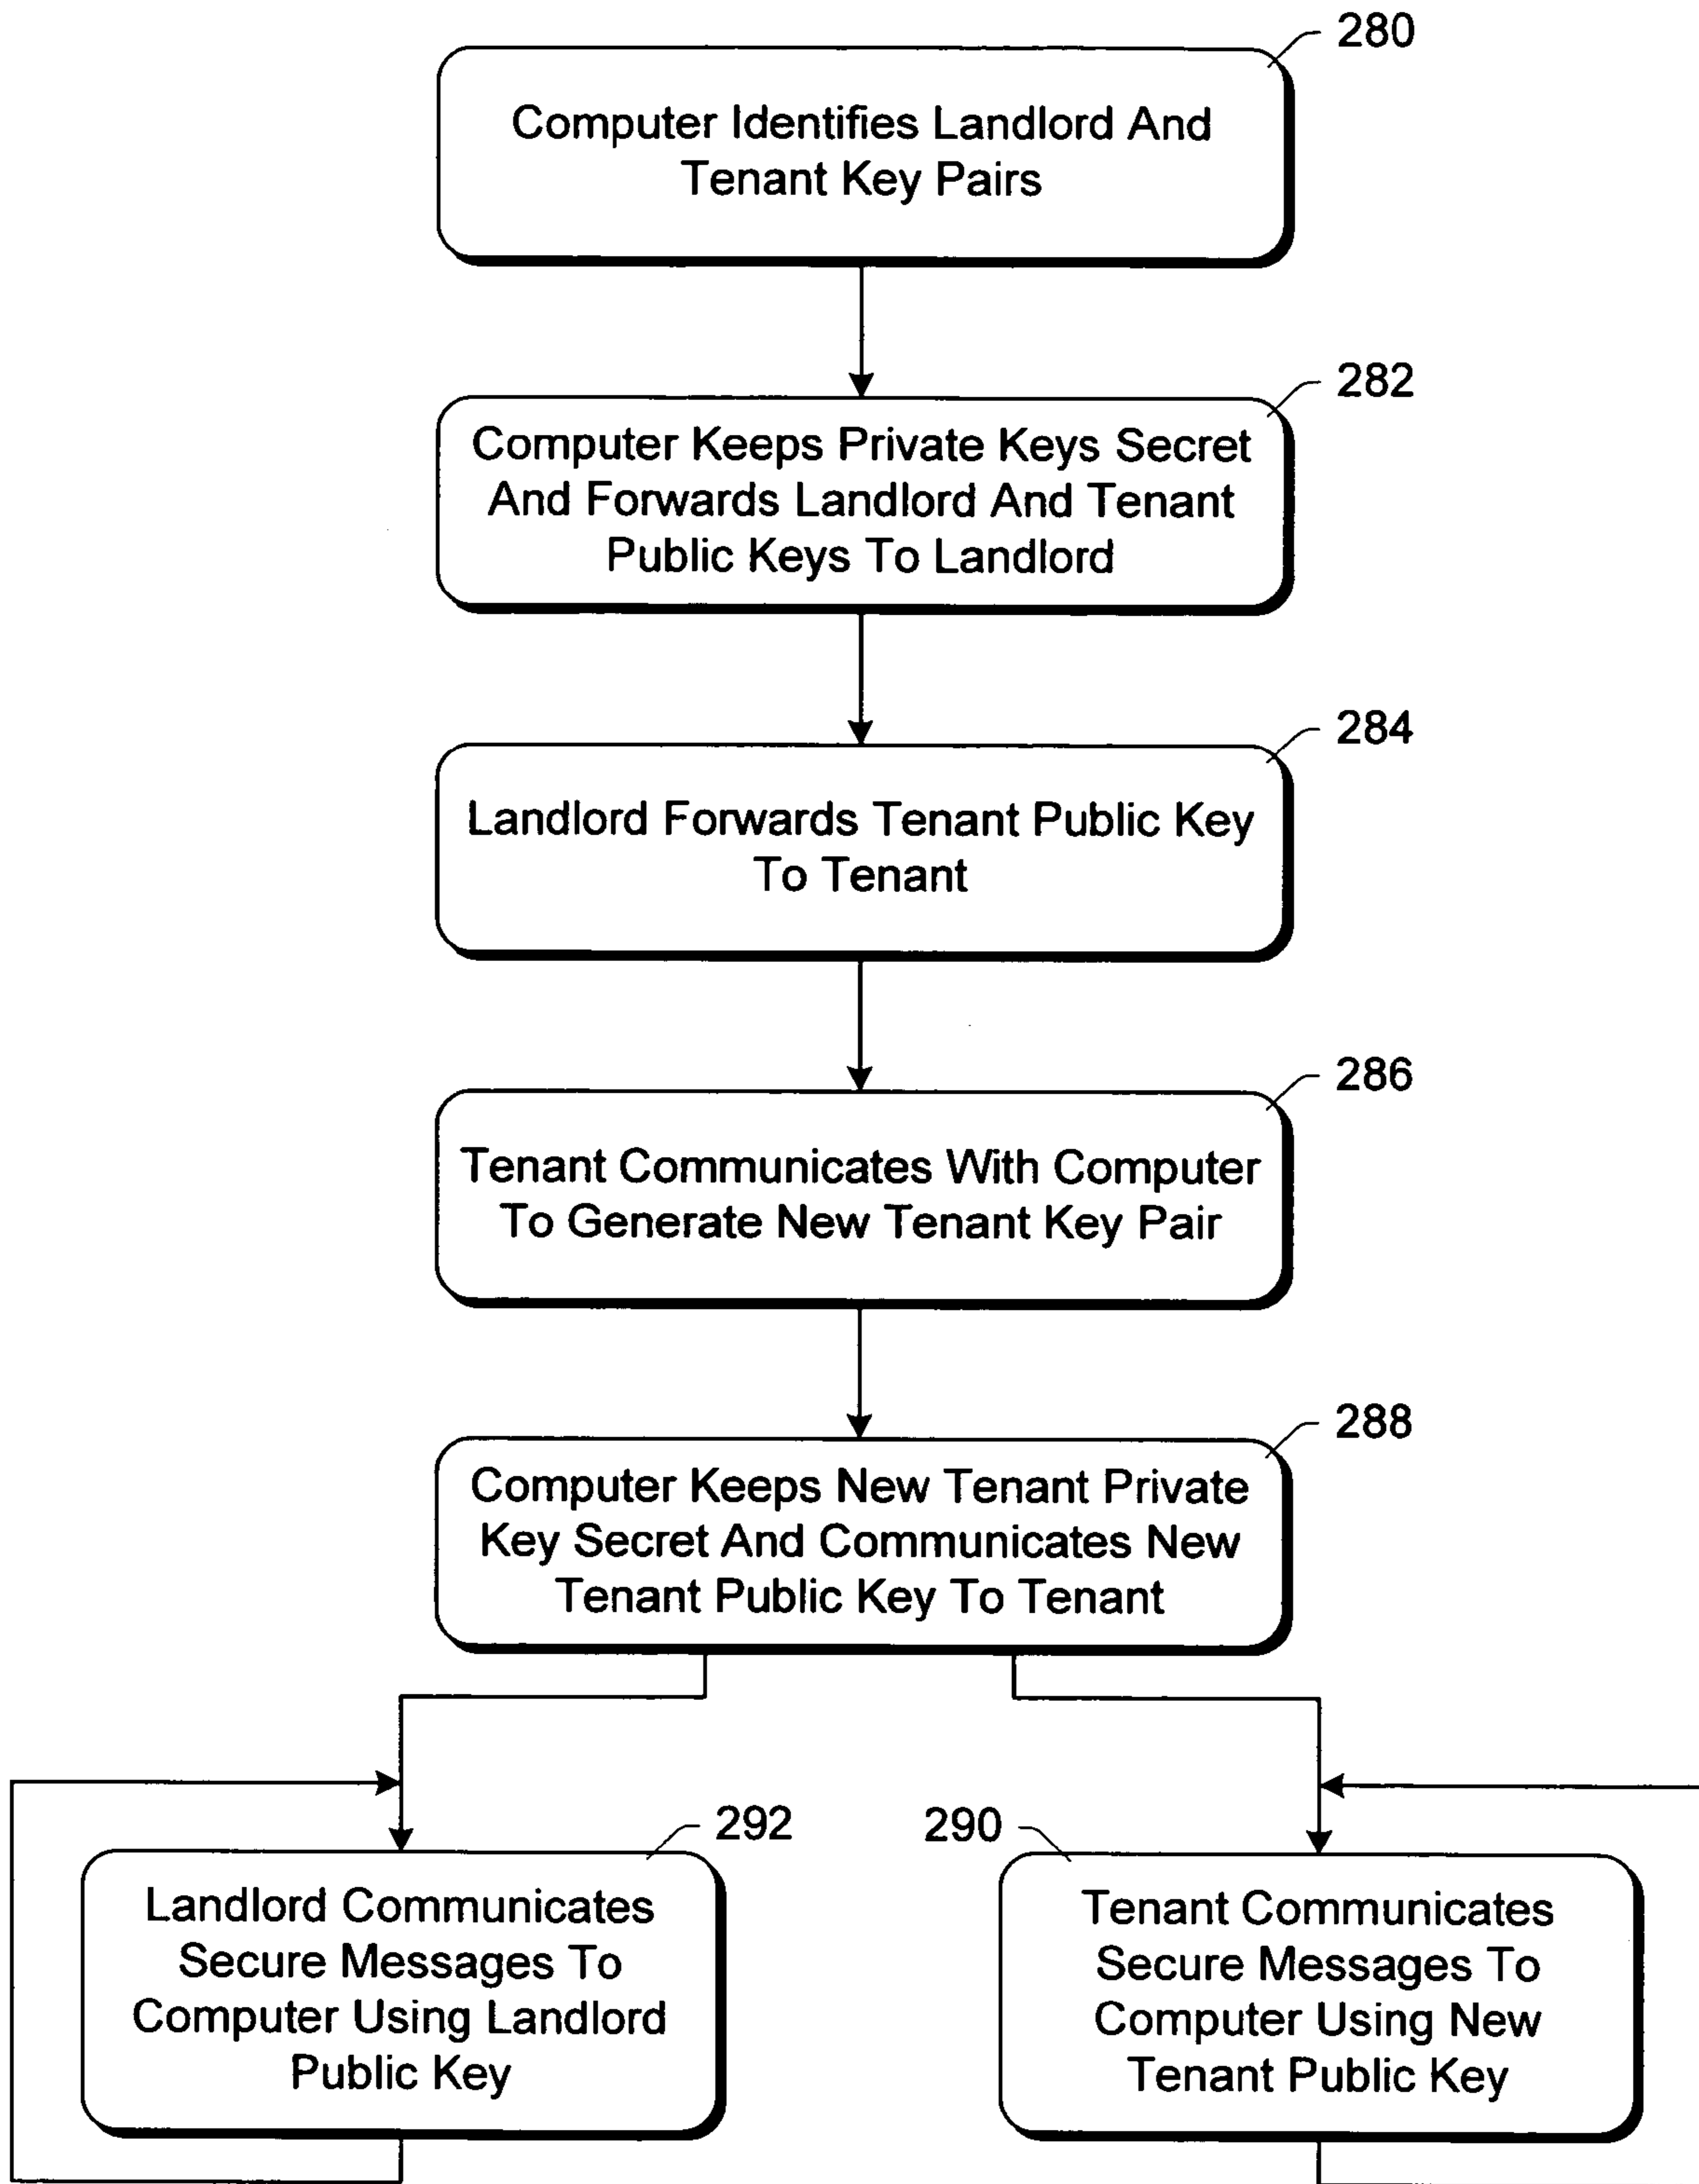 280
Computer Identifies Landlord And
Tenant Key Pairs
282
Computer Keeps Private Keys Secret
And Forwards Landlord And Tenant
Public Keys To Landlord
284
Landlord Forwards Tenant Public Key
To Tenant
286
Tenant Communicates With Computer
To Generate New Tenant Key Pair
288
Computer Keeps New Tenant Private
Key Secret And Communicates New
Tenant Public Key To Tenant
292
Landlord Communicates
Secure Messages To
Computer Using Landlord
Public Key
290
Tenant Communicates
Secure Messages To
Computer Using New
Tenant Public Key